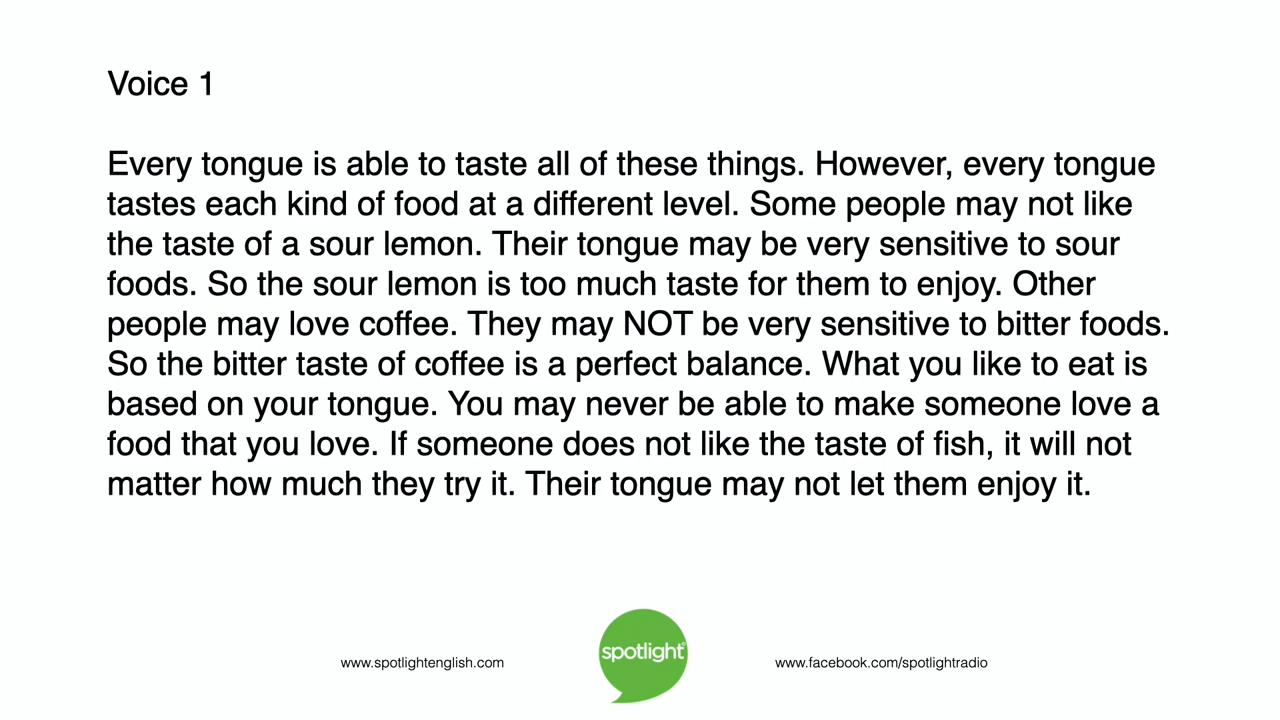 Voice 1
Every tongue is able to taste all of these things. However, every tongue
tastes each kind of food at a different level. Some people may not like
the taste of a sour lemon. Their tongue may be very sensitive to sour
foods. So the sour lemon is too much taste for them to enjoy. Other
people may love coffee. They may NOT be very sensitive to bitter foods.
So the bitter taste of coffee is a perfect balance. What you like to eat is
based on your tongue. You may never be able to make someone love a
food that you love. If someone does not like the taste of fish, it will not
matter how much they try it. Their tongue may not let them enjoy it.
www.spotlightenglish.com
spotlight®
www.facebook.com/spotlightradio